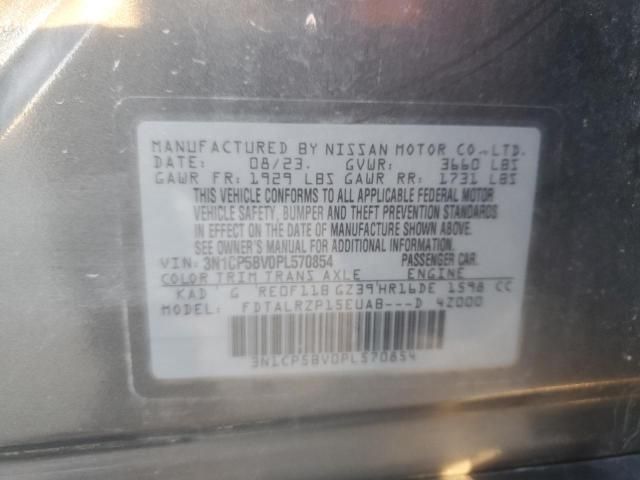 MANUFACTURED BY NISSAN MOTOR CO.,LTD.
DATE: 08/23. GVWR: 3660 LBS
GAWR FR: 1929 LBS GAWR RR: 1731 LBS
THIS VEHICLE CONFORMS TO ALL APPLICABLE FEDERAL MOTOR
VEHICLE SAFETY, BUMPER AND THEFT PREVENTION STANDARDS
IN EFFECT ON THE DATE OF MANUFACTURE SHOWN ABOVE.
SEE OWNER'S MANUAL FOR ADDITIONAL INFORMATION.
VIN: 3N1CP5BV0PL570854 PASSENGER CAR.
COLOR TRIM TRANS AXLE ENGINE
KAD G RE0F11B GZ39 HR16DE 1598 CC
FDTALRZP15EUAB---D 4Z000
3N1CP5BV0PL570854